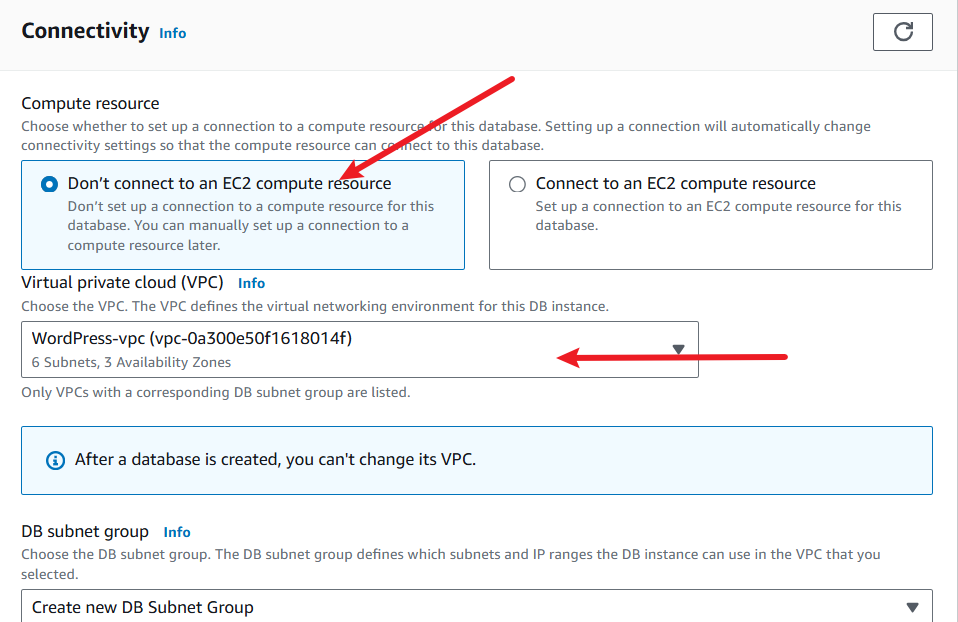 Connectivity Info
Compute resource
Choose whether to set up a connection to a compute resource for this database. Setting up a connection will automatically change
connectivity settings so that the compute resource can connect to this database.
Don’t connect to an EC2 compute resource
Don’t set up a connection to a compute resource for this
database. You can manually set up a connection to a
compute resource later.
Connect to an EC2 compute resource
Set up a connection to an EC2 compute resource for this
database.
Virtual private cloud (VPC) Info
Choose the VPC. The VPC defines the virtual networking environment for this DB instance.
WordPress-vpc (vpc-0a300e50f1618014f)
6 Subnets, 3 Availability Zones
Only VPCs with a corresponding DB subnet group are listed.
After a database is created, you can't change its VPC.
DB subnet group Info
Choose the DB subnet group. The DB subnet group defines which subnets and IP ranges the DB instance can use in the VPC that you
selected.
Create new DB Subnet Group